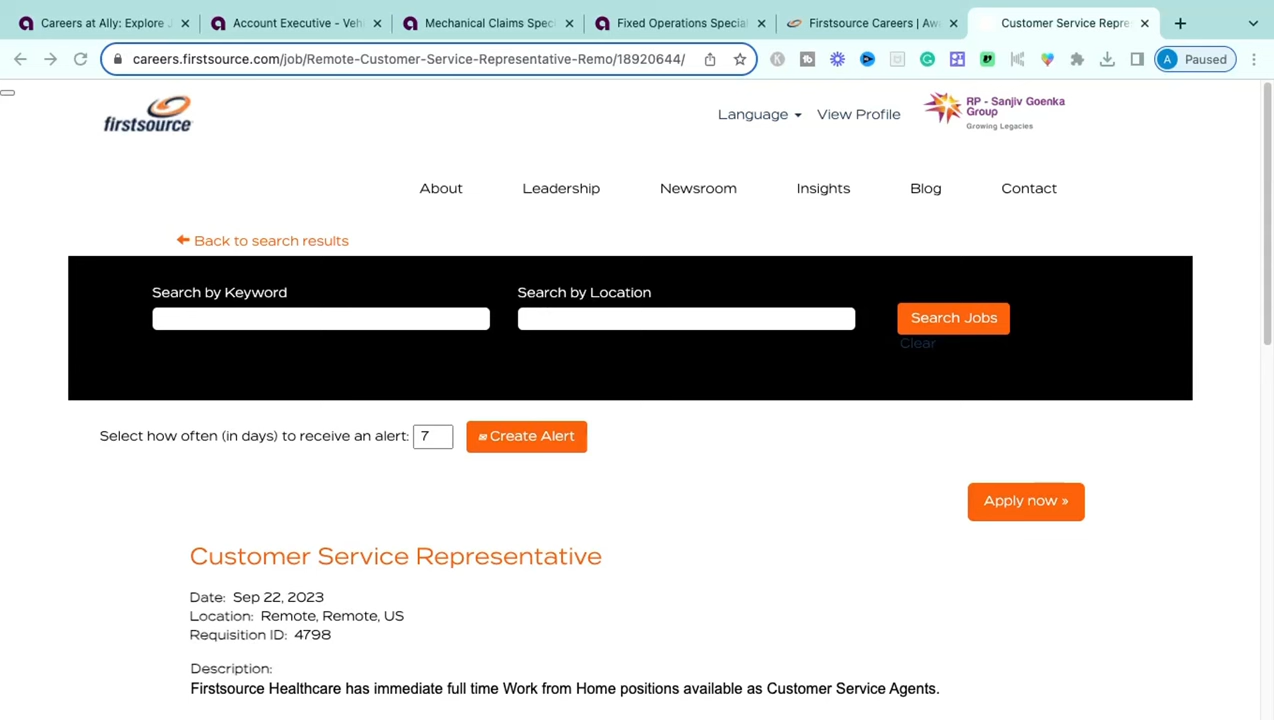 Careers at Ally: Explore J
Account Executive - Vehi
Mechanical Claims Speci
Fixed Operations Special
Firstsource Careers | Awe
Customer Service Repre
careers.firstsource.com/job/Remote-Customer-Service-Representative-Remo/18920644/
A Paused
firstsource
Language
View Profile
RP - Sanjiv Goenka
Group
Growing Legacies
About
Leadership
Newsroom
Insights
Blog
Contact
Back to search results
Search by Keyword
Search by Location
Search Jobs
Clear
Select how often (in days) to receive an alert: 7
Create Alert
Apply now »
Customer Service Representative
Date: Sep 22, 2023
Location: Remote, Remote, US
Requisition ID: 4798
Description:
Firstsource Healthcare has immediate full time Work from Home positions available as Customer Service Agents.